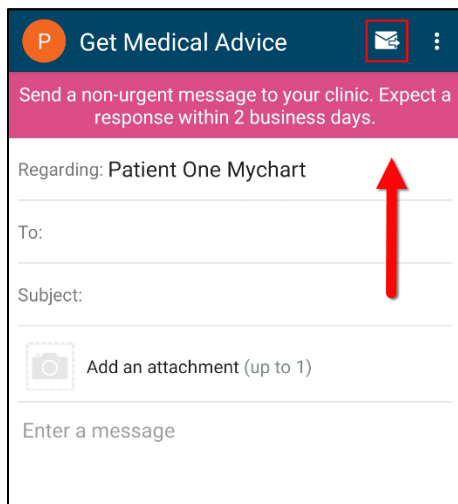 P Get Medical Advice
Send a non-urgent message to your clinic. Expect a
response within 2 business days.
Regarding: Patient One Mychart
To:
Subject:
Add an attachment (up to 1)
Enter a message